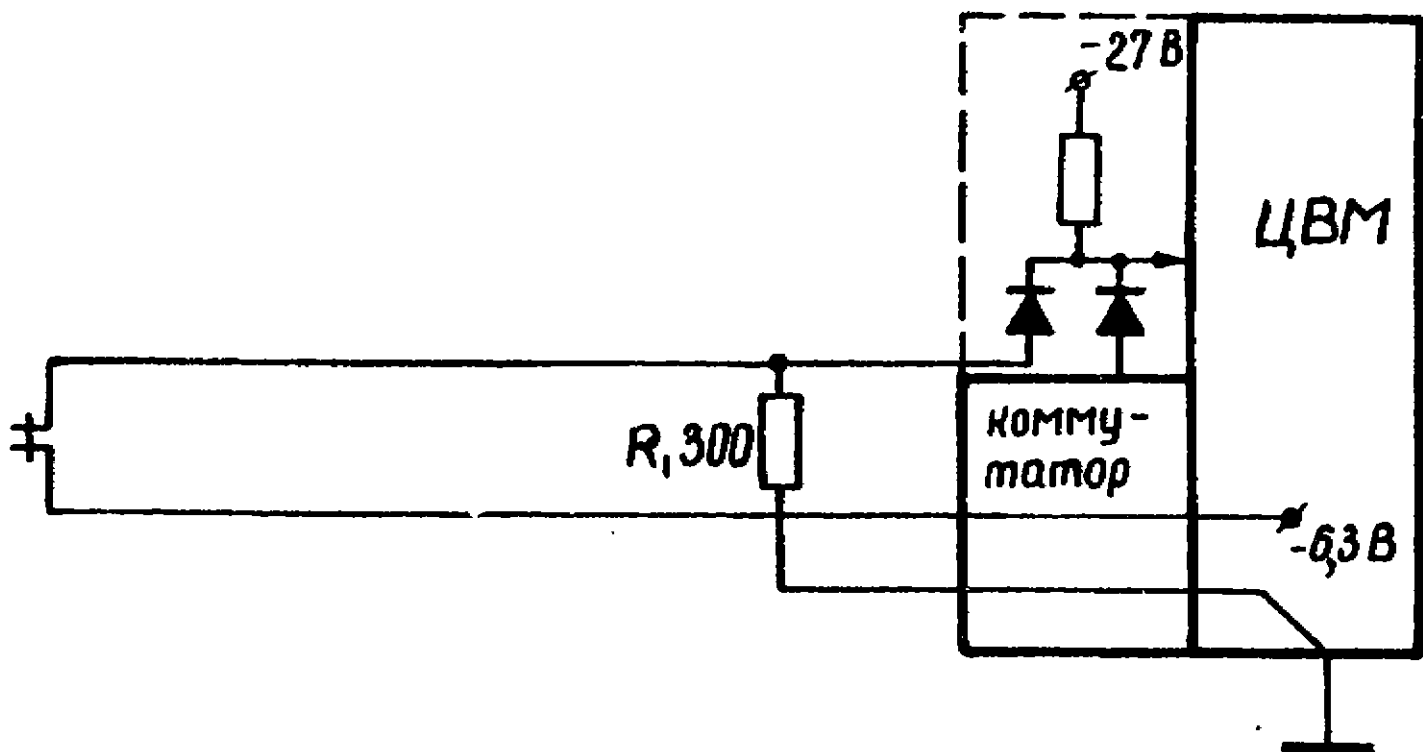 -27 В
ЦВМ
R, 300
комму-
татор
-6,3 В